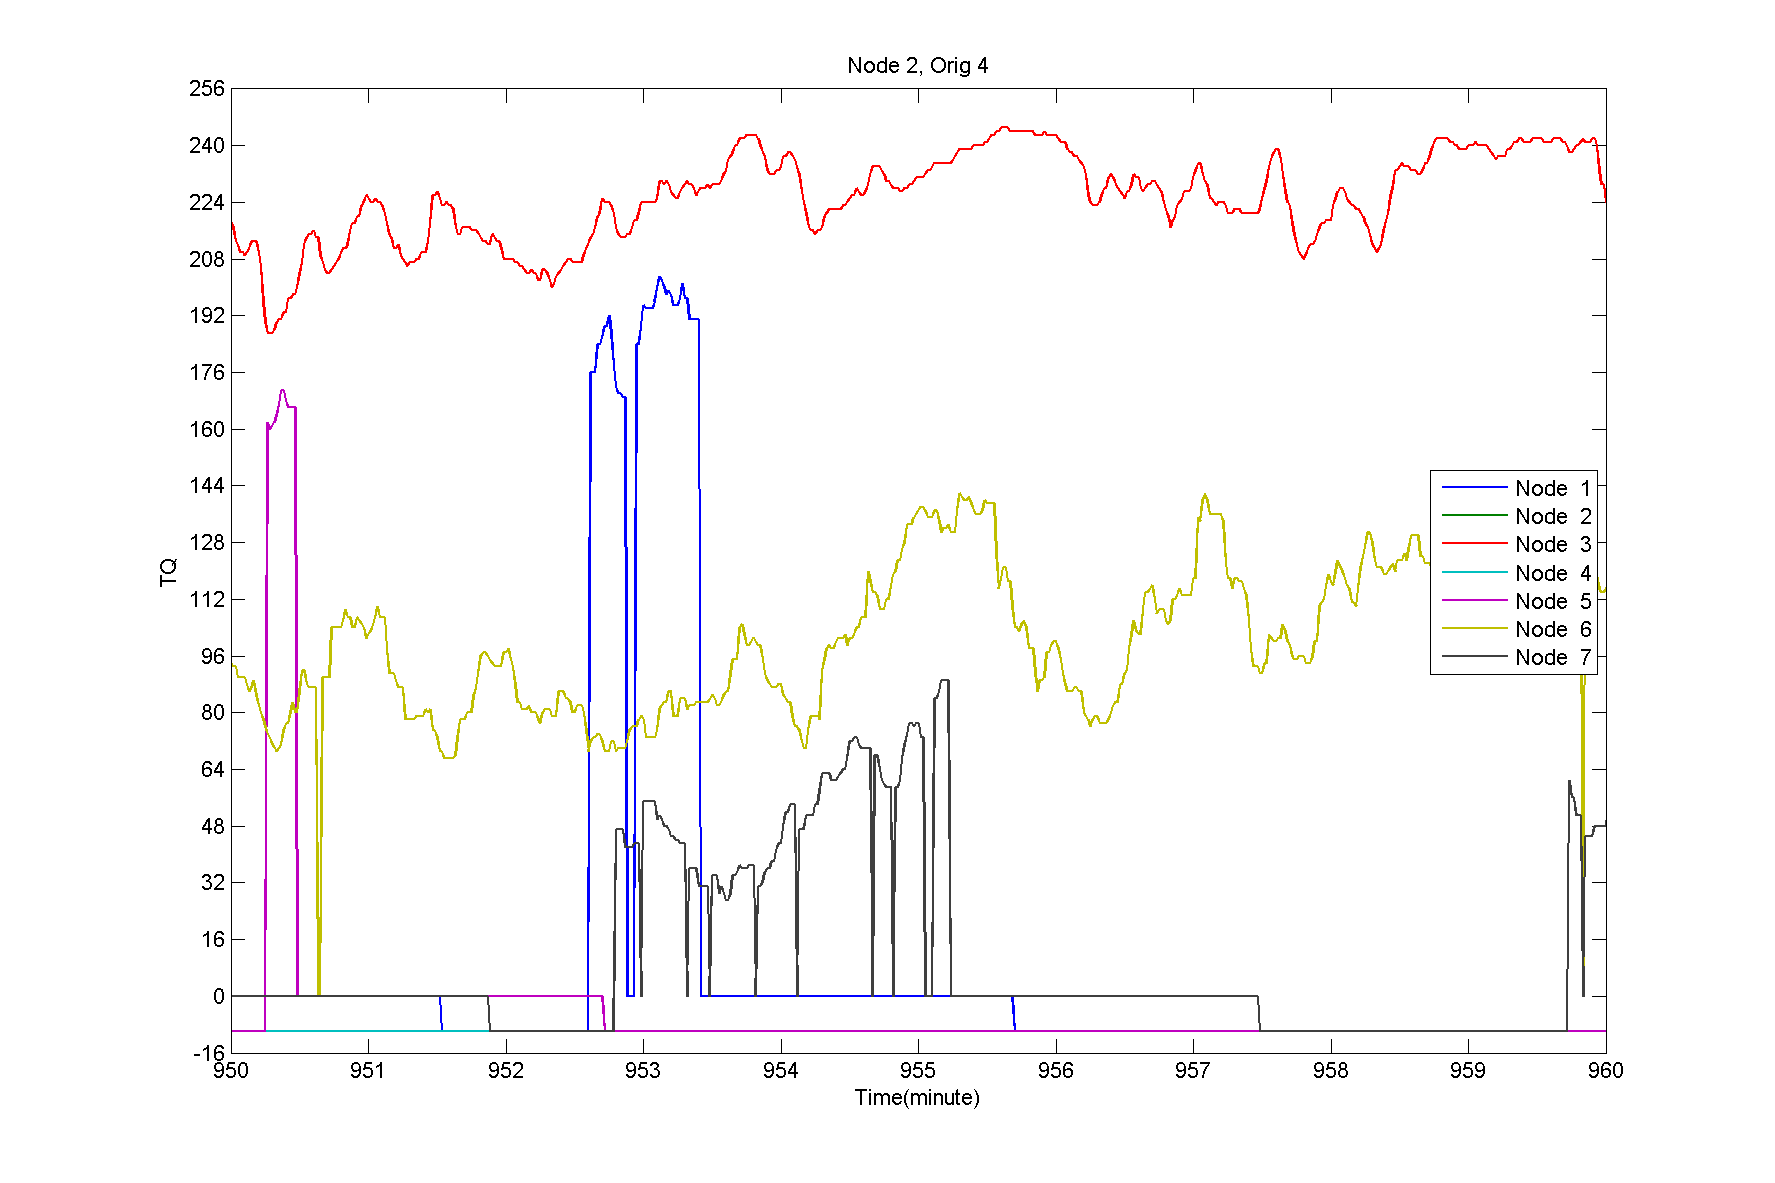 Node 2, Orig 4
256
240
224
208
192
176
160
144
128
112
96
80
64
48
32
16
0
-16
TQ
Node 1
Node 2
Node 3
Node 4
Node 5
Node 6
Node 7
950 951 952 953 954 955 956 957 958 959 960
Time(minute)